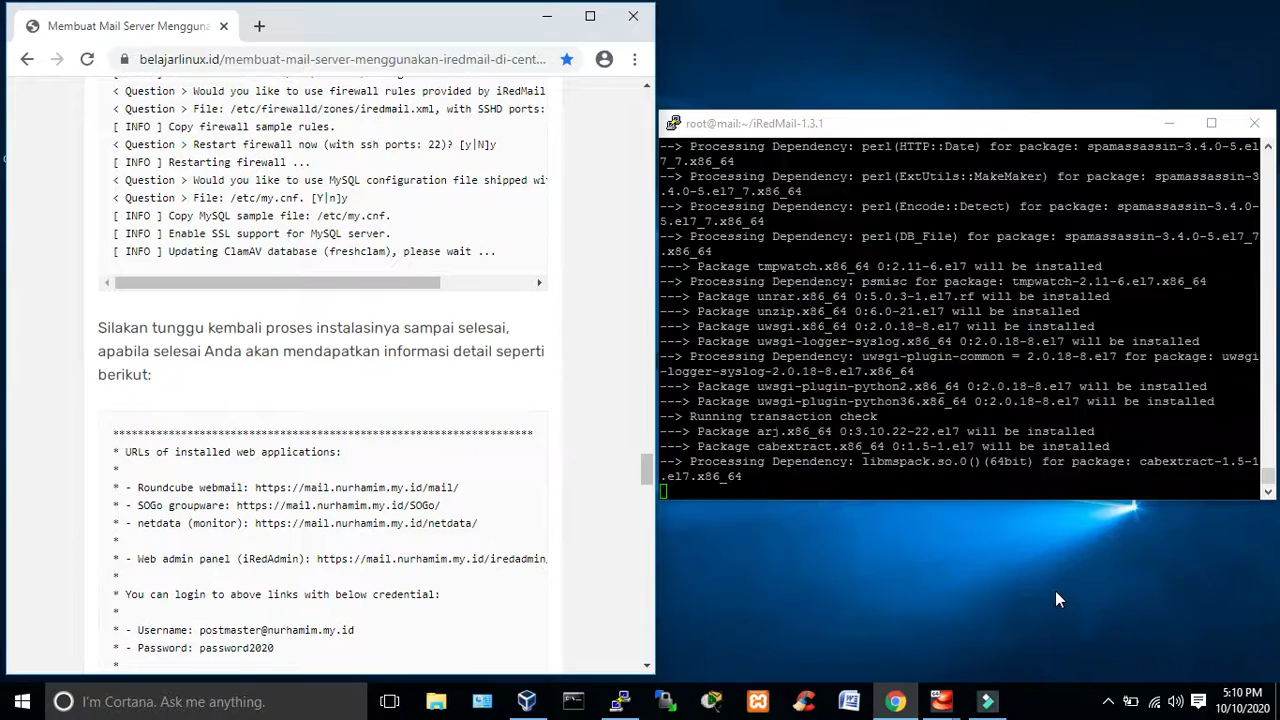 Membuat Mail Server Mengguna
belajarlinux.id/membuat-mail-server-menggunakan-iredmail-di-cent...
< Question > Would you like to use firewall rules provided by iRedMail
< Question > File: /etc/firewalld/zones/iredmail.xml, with SSHD ports:
[ INFO ] Copy firewall sample rules.
< Question > Restart firewall now (with ssh ports: 22)? [y|N]y
[ INFO ] Restarting firewall ...
< Question > Would you like to use MySQL configuration file shipped wi
< Question > File: /etc/my.cnf. [Y|n]y
[ INFO ] Copy MySQL sample file: /etc/my.cnf.
[ INFO ] Enable SSL support for MySQL server.
[ INFO ] Updating ClamAV database (freshclam), please wait ...
Silakan tunggu kembali proses instalasinya sampai selesai,
apabila selesai Anda akan mendapatkan informasi detail seperti
berikut:
********************************************************************
* URLs of installed web applications:
*
* - Roundcube webmail: https://mail.nurhamim.my.id/mail/
* - SOGo groupware: https://mail.nurhamim.my.id/SOGo/
* - netdata (monitor): https://mail.nurhamim.my.id/netdata/
*
* - Web admin panel (iRedAdmin): https://mail.nurhamim.my.id/iredadmin
*
* You can login to above links with below credential:
*
* - Username: postmaster@nurhamim.my.id
* - Password: password2020
*
root@mail:~/iRedMail-1.3.1
--> Processing Dependency: perl(HTTP::Date) for package: spamassassin-3.4.0-5.el
7_7.x86_64
--> Processing Dependency: perl(ExtUtils::MakeMaker) for package: spamassassin-3
.4.0-5.el7_7.x86_64
--> Processing Dependency: perl(Encode::Detect) for package: spamassassin-3.4.0-
5.el7_7.x86_64
--> Processing Dependency: perl(DB_File) for package: spamassassin-3.4.0-5.el7_7
.x86_64
---> Package tmpwatch.x86_64 0:2.11-6.el7 will be installed
--> Processing Dependency: psmisc for package: tmpwatch-2.11-6.el7.x86_64
---> Package unrar.x86_64 0:5.0.3-1.el7.rf will be installed
---> Package unzip.x86_64 0:6.0-21.el7 will be installed
---> Package uwsgi.x86_64 0:2.0.18-8.el7 will be installed
---> Package uwsgi-logger-syslog.x86_64 0:2.0.18-8.el7 will be installed
--> Processing Dependency: uwsgi-plugin-common = 2.0.18-8.el7 for package: uwsgi
-logger-syslog-2.0.18-8.el7.x86_64
---> Package uwsgi-plugin-python2.x86_64 0:2.0.18-8.el7 will be installed
---> Package uwsgi-plugin-python36.x86_64 0:2.0.18-8.el7 will be installed
--> Running transaction check
---> Package arj.x86_64 0:3.10.22-22.el7 will be installed
---> Package cabextract.x86_64 0:1.5-1.el7 will be installed
--> Processing Dependency: libmspack.so.0()(64bit) for package: cabextract-1.5-1
.el7.x86_64
I'm Cortana. Ask me anything.
5:10 PM
10/10/2020